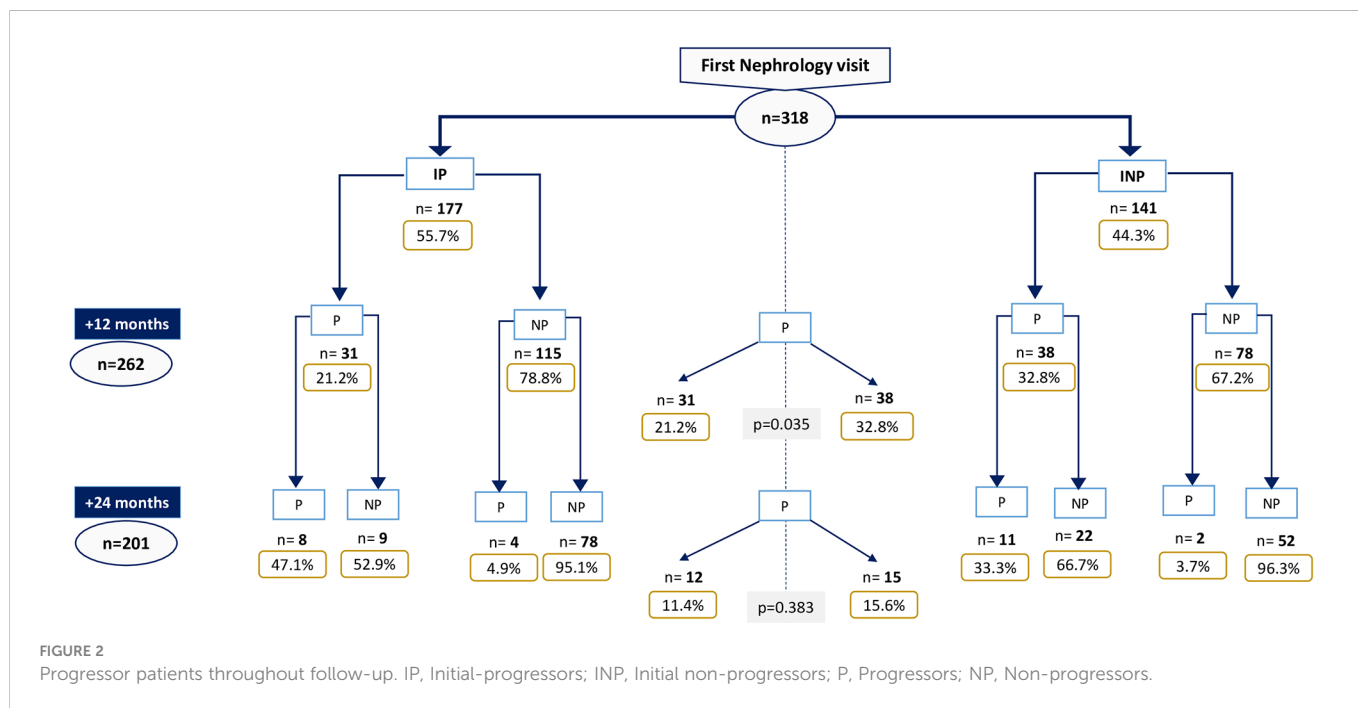 First Nephrology visit
n=318
IP
n= 177
55.7%
INP
n= 141
44.3%
+12 months
n=262
P
n= 31
21.2%
NP
n= 115
78.8%
P
n= 31
21.2%
n= 38
32.8%
p=0.035
P
n= 38
32.8%
NP
n= 78
67.2%
+24 months
n=201
P
n= 8
47.1%
NP
n= 9
52.9%
P
n= 4
4.9%
NP
n= 78
95.1%
P
n= 12
11.4%
n= 15
15.6%
p=0.383
P
n= 11
33.3%
NP
n= 22
66.7%
P
n= 2
3.7%
NP
n= 52
96.3%
FIGURE 2
Progressor patients throughout follow-up. IP, Initial-progressors; INP, Initial non-progressors; P, Progressors; NP, Non-progressors.